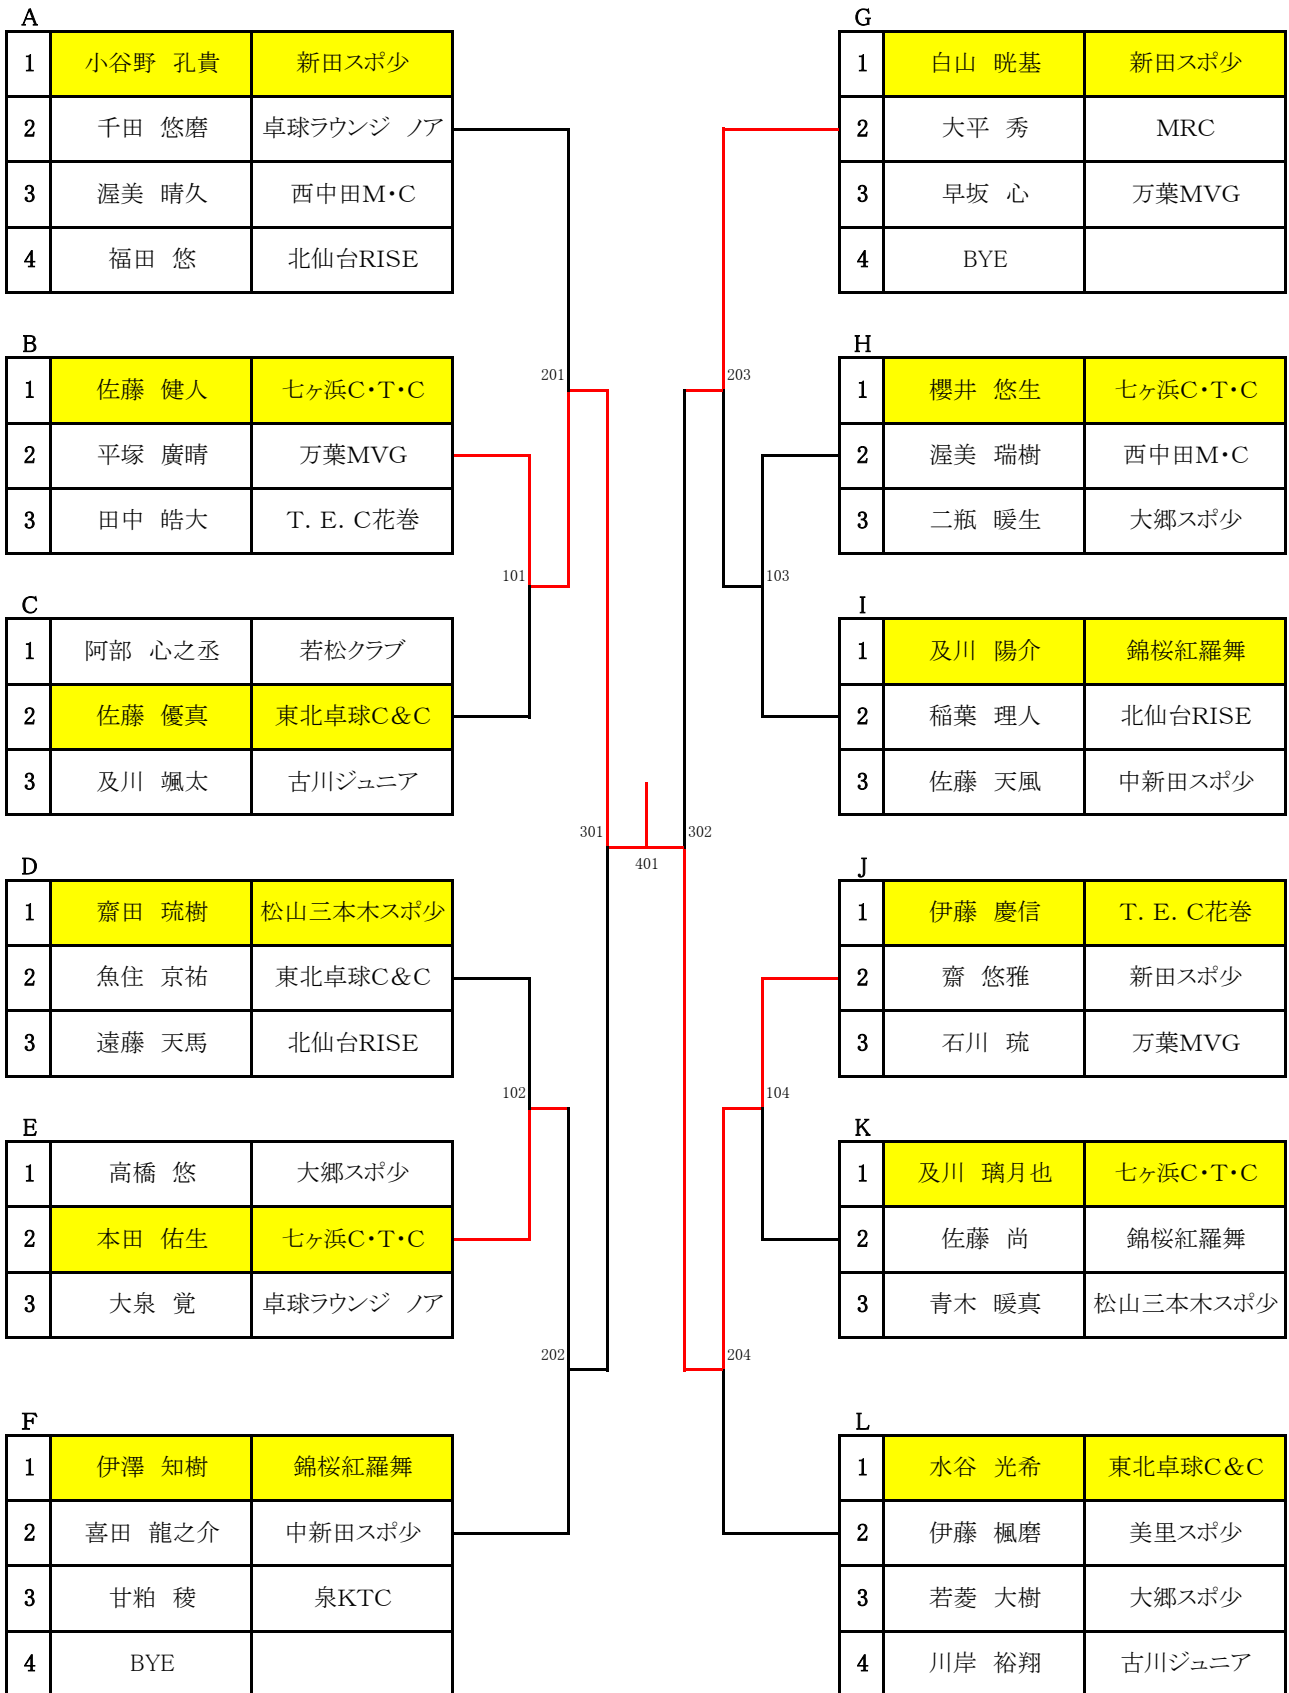 A
1 小谷野 孔貴 新田スポ少
2 千田 悠磨 卓球ラウンジ ノア
3 渥美 晴久 西中田M・C
4 福田 悠 北仙台RISE
B
1 佐藤 健人 七ヶ浜C・T・C
2 平塚 廣晴 万葉MVG
3 田中 皓大 T. E. C花巻
C
1 阿部 心之丞 若松クラブ
2 佐藤 優真 東北卓球C&C
3 及川 颯太 古川ジュニア
D
1 齋田 琉樹 松山三本木スポ少
2 魚住 京祐 東北卓球C&C
3 遠藤 天馬 北仙台RISE
E
1 高橋 悠 大郷スポ少
2 本田 佑生 七ヶ浜C・T・C
3 大泉 覚 卓球ラウンジ ノア
F
1 伊澤 知樹 錦桜紅羅舞
2 喜田 龍之介 中新田スポ少
3 甘粕 稜 泉KTC
4 BYE
201
101
301
102
202
401
203
103
302
104
204
G
1 白山 晄基 新田スポ少
2 大平 秀 MRC
3 早坂 心 万葉MVG
4 BYE
H
1 櫻井 悠生 七ヶ浜C・T・C
2 渥美 瑞樹 西中田M・C
3 二瓶 暖生 大郷スポ少
I
1 及川 陽介 錦桜紅羅舞
2 稲葉 理人 北仙台RISE
3 佐藤 天風 中新田スポ少
J
1 伊藤 慶信 T. E. C花巻
2 齋 悠雅 新田スポ少
3 石川 琉 万葉MVG
K
1 及川 璃月也 七ヶ浜C・T・C
2 佐藤 尚 錦桜紅羅舞
3 青木 暖真 松山三本木スポ少
L
1 水谷 光希 東北卓球C&C
2 伊藤 楓磨 美里スポ少
3 若菱 大樹 大郷スポ少
4 川岸 裕翔 古川ジュニア